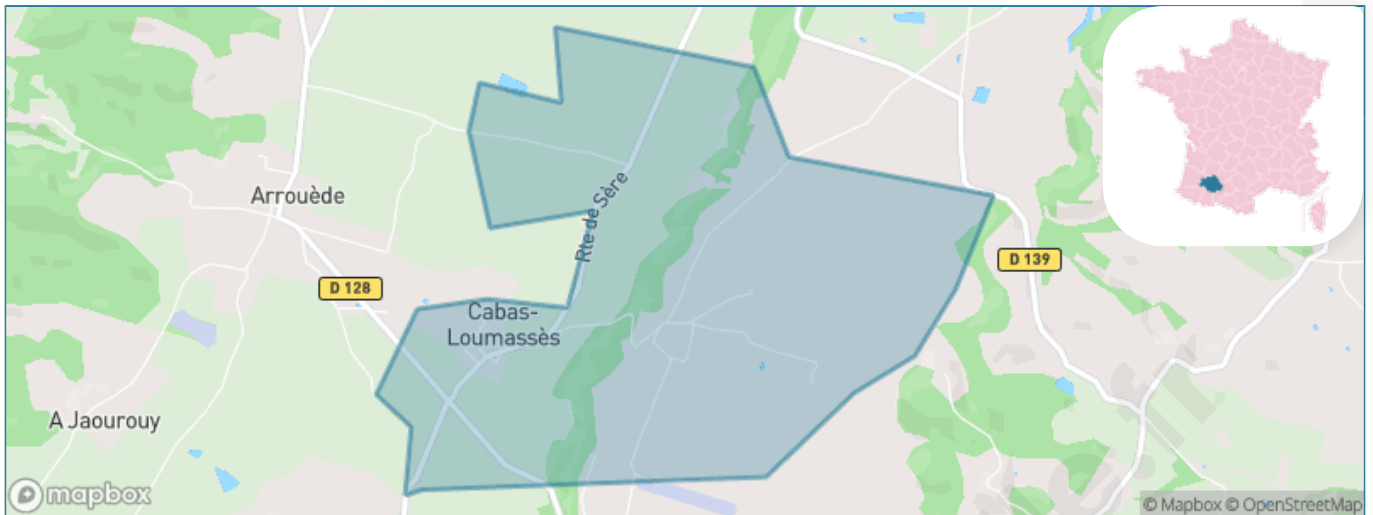 Arrouède
Rte de Sère
D 139
D 128
Cabas-
Loumassès
A Jaourouy
mapbox
© Mapbox © OpenStreetMap